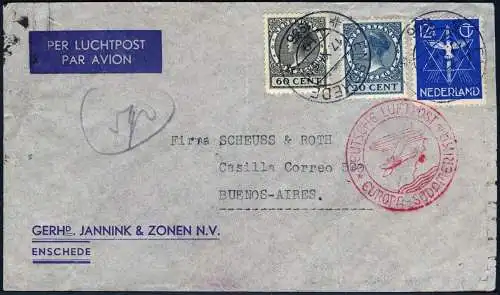 PER LUCHTPOST
PAR AVION
60 CENT
CENT
12½ CT
NEDERLAND
Firma SCHEUSS & ROTH
Casilla Correo
BUENOS-AIRES.
DEUTSCHE LUFTPOST
EUROPA-SÜDAMERIKA
GERHD. JANNINK & ZONEN N.V.
ENSCHEDE